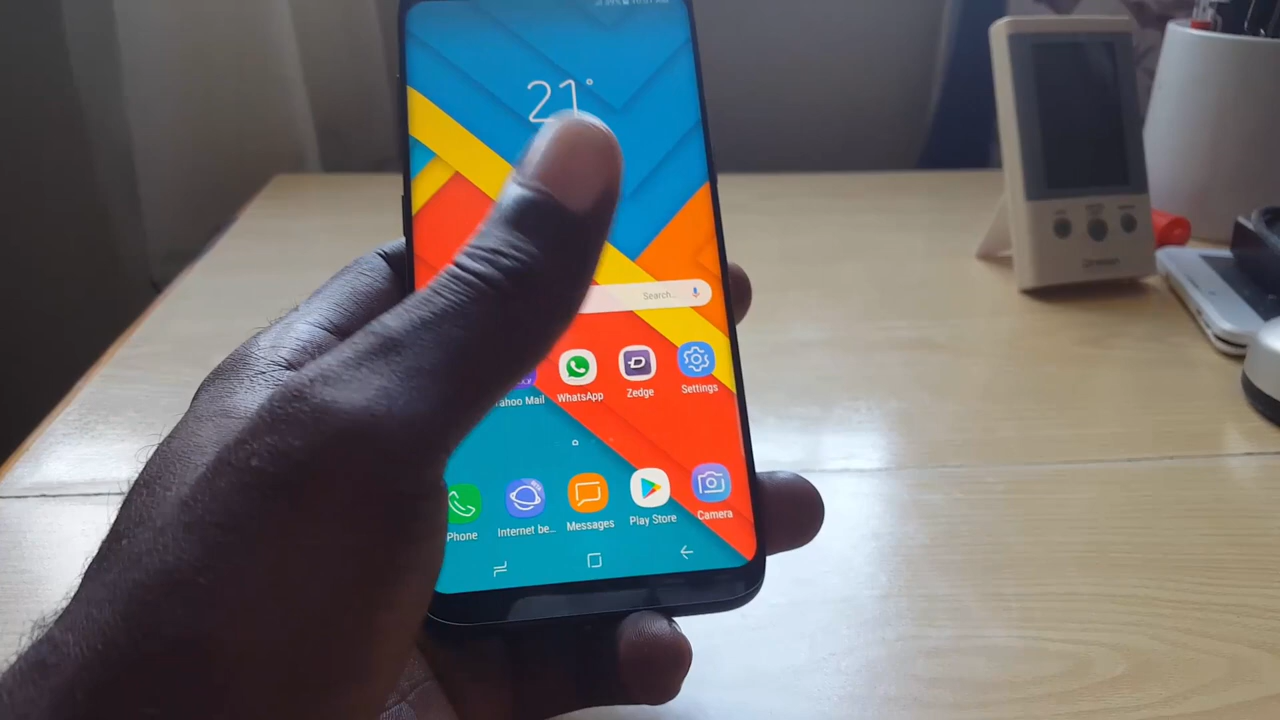 21°
Search...
ahoo Mail
WhatsApp
Zedge
Settings
Phone
Internet be...
Messages
Play Store
Camera